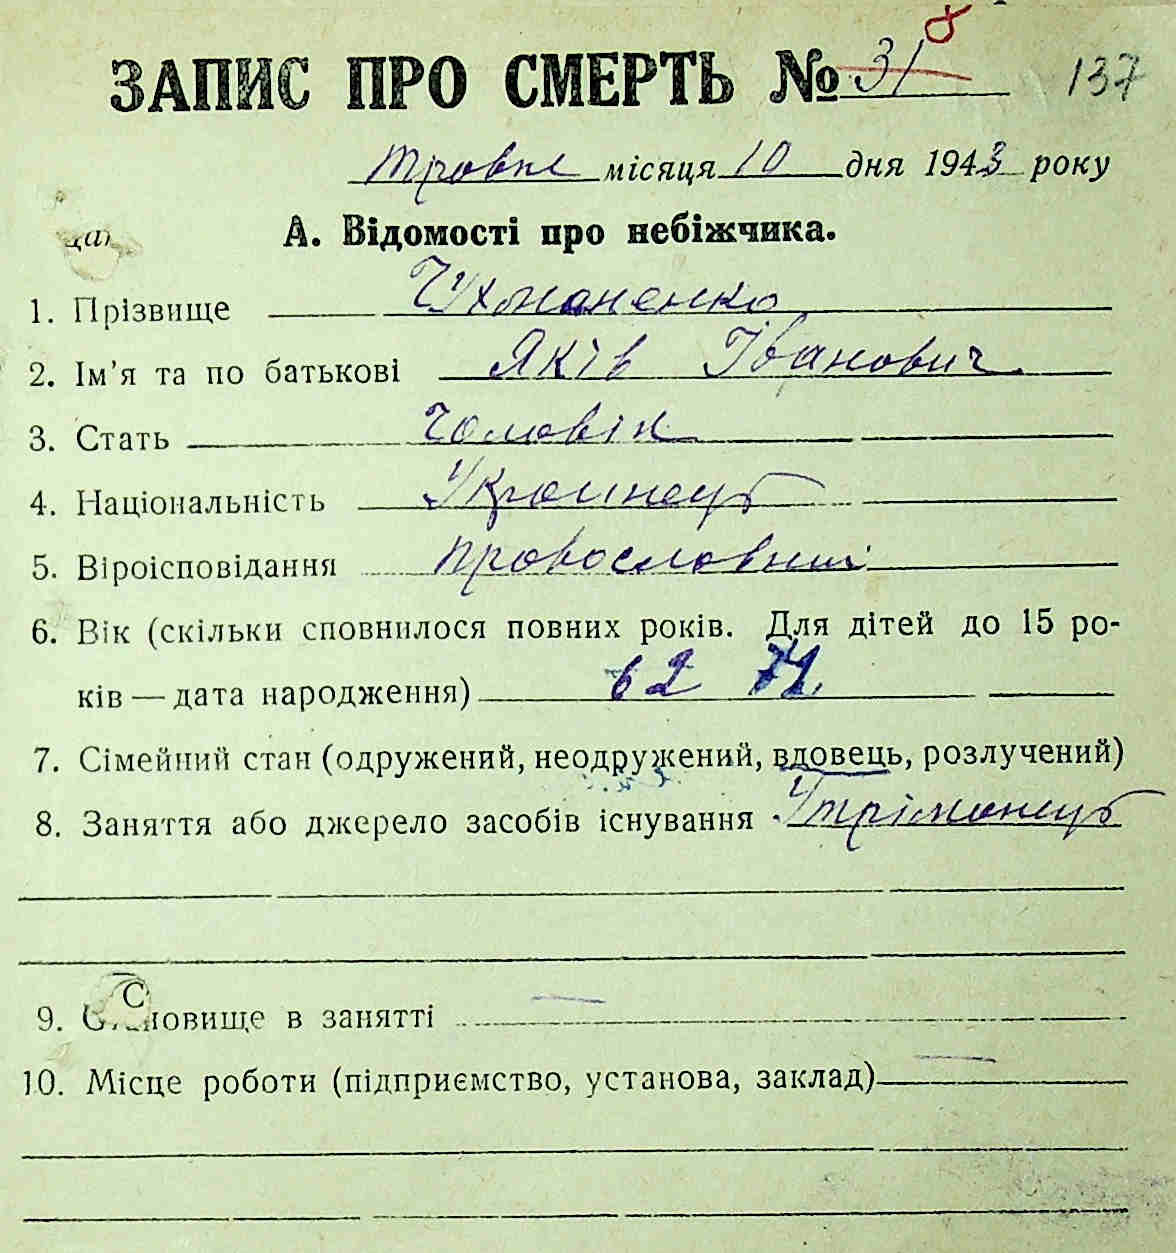 ЗАПИС ПРО СМЕРТЬ № 31 8 137
травня місяця 10 дня 1943 року
А. Відомості про небіжчика.
1. Прізвище
2. Ім'я та по батькові Яків Іванович
3. Стать Чоловік
4. Національність Украинець
5. Віроісповідання православний
6. Вік (скільки сповнилося повних років. Для дітей до 15 ро-
ків — дата народження) 62
7. Сімейний стан (одружений, неодружений, вдовець, розлучений)
8. Заняття або джерело засобів існування Утріманець
9. Становище в занятті
10. Місце роботи (підприємство, установа, заклад)